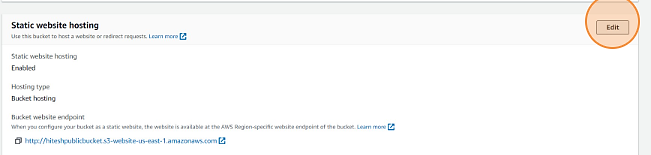 Static website hosting
Edit
Use this bucket to host a website or redirect requests. Learn more
Static website hosting
Enabled
Hosting type
Bucket hosting
Bucket website endpoint
When you configure your bucket as a static website, the website is available at the AWS Region-specific website endpoint of the bucket. Learn more
http://hiteshpublicbucket.s3-website-us-east-1.amazonaws.com